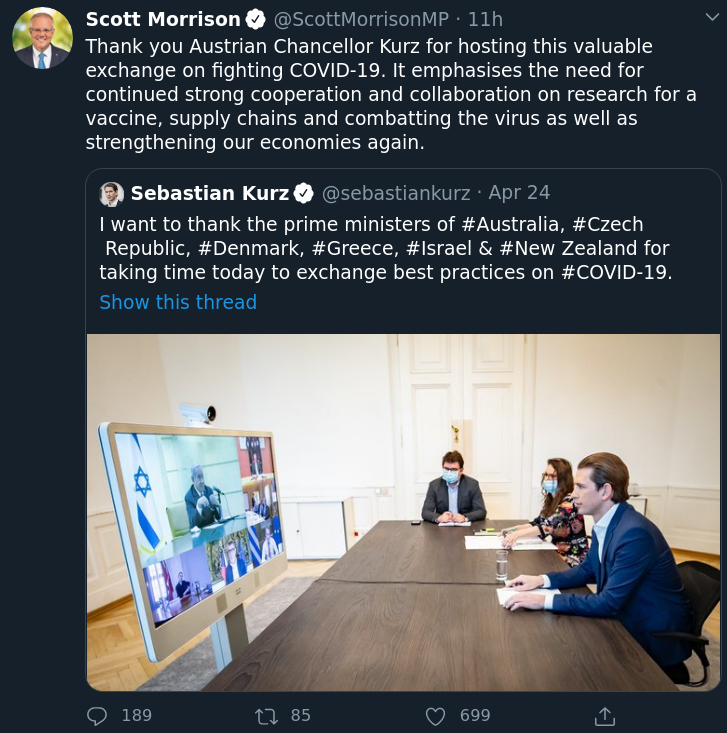 Scott Morrison @ScottMorrisonMP · 11h
Thank you Austrian Chancellor Kurz for hosting this valuable
exchange on fighting COVID-19. It emphasises the need for
continued strong cooperation and collaboration on research for a
vaccine, supply chains and combatting the virus as well as
strengthening our economies again.
Sebastian Kurz @sebastiankurz · Apr 24
I want to thank the prime ministers of #Australia, #Czech
Republic, #Denmark, #Greece, #Israel & #New Zealand for
taking time today to exchange best practices on #COVID-19.
Show this thread
189 85 699